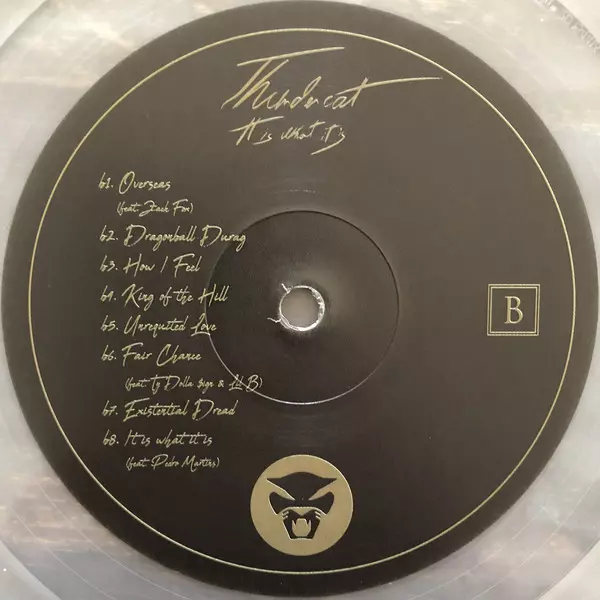 Thundercat
It is what it is
b1. Overseas
(feat. Zack Fox)
b2. Dragonball Durag
b3. How I Feel
b4. King of the Hill
b5. Unrequited Love
b6. Fair Chance
(feat. Ty Dolla $ign & Lil B)
b7. Existential Dread
b8. It is what it is
(feat. Pedro Martins)
B